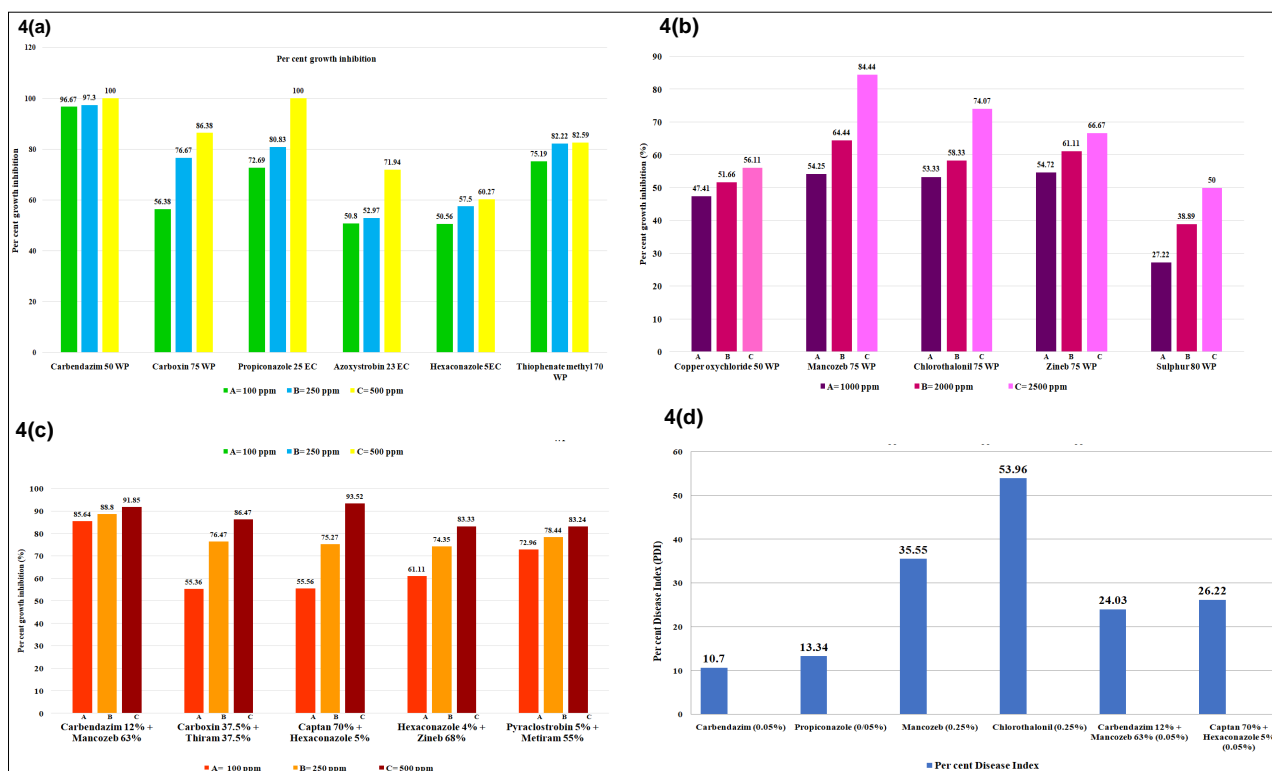 4(a)
Per cent growth inhibition
Per cent growth inhibition
120
100
80
60
40
20
0
96.67 97.3 100
56.38 76.67 86.38
72.69 80.83 100
50.8 52.97 71.94
50.56 57.5 60.27
75.19 82.22 82.59
Carbendazim 50 WP Carboxin 75 WP Propiconazole 25 EC Azoxystrobin 23 EC Hexaconazole 5EC Thiophenate methyl 70
WP
A= 100 ppm B= 250 ppm C= 500 ppm
4(b)
Per cent growth inhibition (%)
90
80
70
60
50
40
30
20
10
0
47.41 51.66 56.11
54.25 64.44 84.44
53.33 58.33 74.07
54.72 61.11 66.67
27.22 38.89 50
A B C A B C A B C A B C A B C
Copper oxychloride 50 WP Mancozeb 75 WP Chlorothalonil 75 WP Zineb 75 WP Sulphur 80 WP
A=1000 ppm B=2000 ppm C= 2500 ppm
4(c)
A= 100 ppm B= 250 ppm C= 500 ppm
Per cent growth inhibition (%)
100
90
80
70
60
50
40
30
20
10
0
85.64 88.8 91.85
55.36 76.47 86.47
55.56 75.27 93.52
61.11 74.35 83.33
72.96 78.44 83.24
A B C A B C A B C A B C A B C
Carbendazim 12% + Carboxin 37.5% + Captan 70% + Hexaconazole 4% + Pyraclostrobin 5% +
Mancozeb 63% Thiram 37.5% Hexaconazole 5% Zineb 68% Metiram 55%
A= 100 ppm B=250 ppm C=500 ppm
4(d)
Per cent Disease Index (PDI)
60
50
40
30
20
10
0
10.7
13.34
35.55
53.96
24.03
26.22
Carbendazim (0.05%) Propiconazole (0/05%) Mancozeb (0.25%) Chlorothalonil (0.25%) Carbendazim 12% + Captan 70% +
Mancozeb 63% (0.05%) Hexaconazole 5%
(0.05%)
Per cent Disease Index